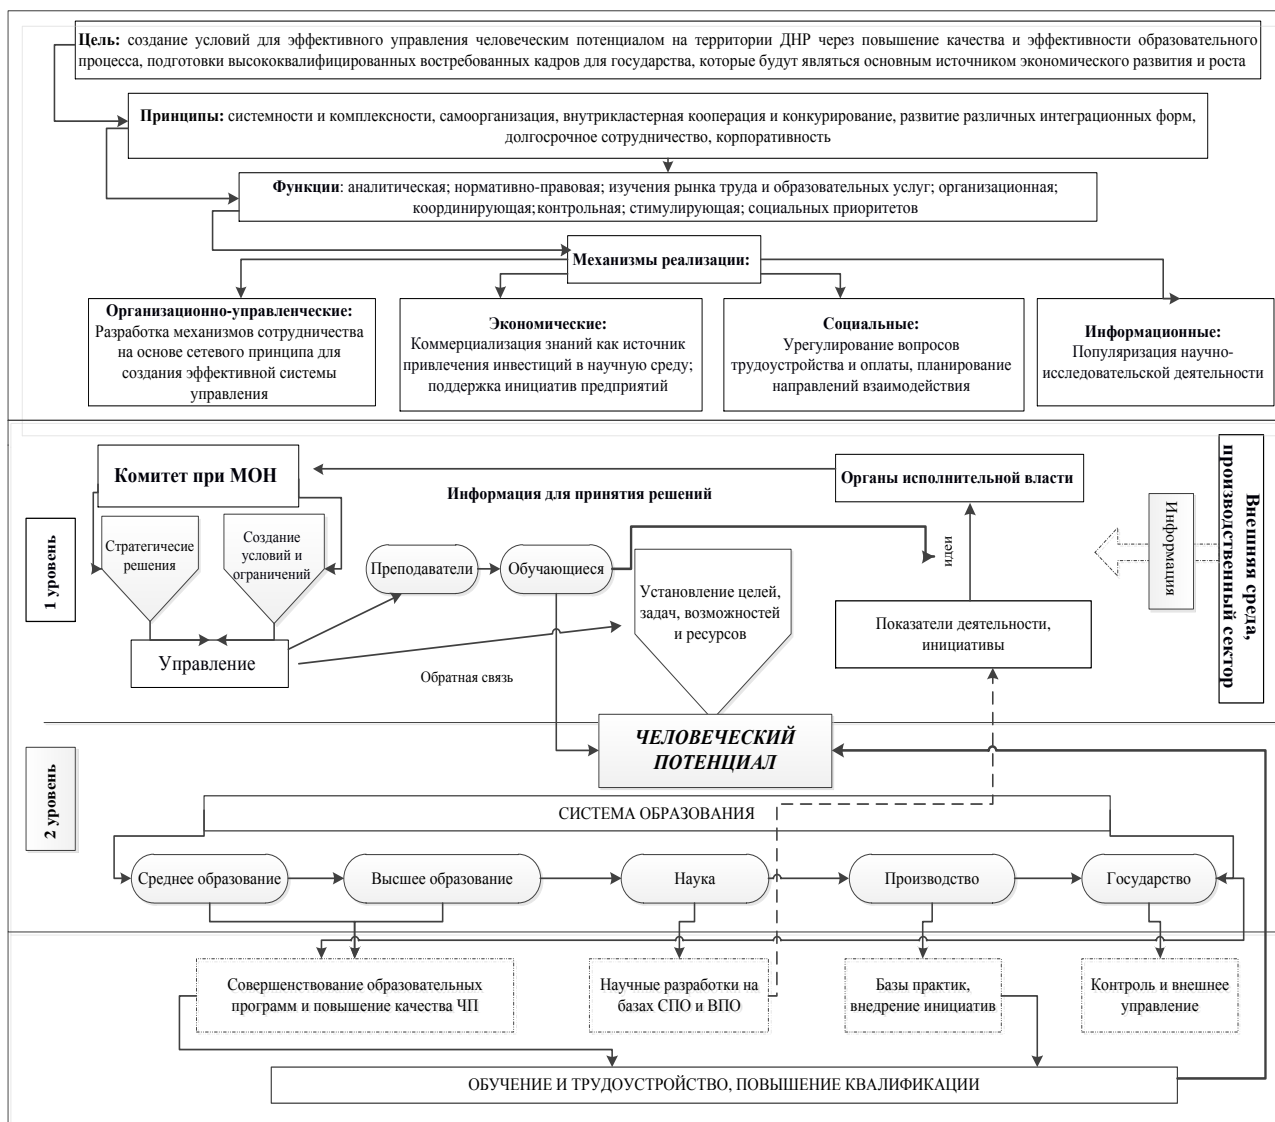 Цель: создание условий для эффективного управления человеческим потенциалом на территории ДНР через повышение качества и эффективности образовательного
процесса, подготовки высококвалифицированных востребованных кадров для государства, которые будут являться основным источником экономического развития и роста
Принципы: системности и комплексности, самоорганизация, внутрикластерная кооперация и конкурирование, развитие различных интеграционных форм,
долгосрочное сотрудничество, корпоративность
Функции: аналитическая; нормативно-правовая; изучения рынка труда и образовательных услуг; организационная;
координирующая; контрольная; стимулирующая; социальных приоритетов
Механизмы реализации:
Организационно-управленческие:
Разработка механизмов сотрудничества
на основе сетевого принципа для
создания эффективной системы
управления
Экономические:
Коммерциализация знаний как источник
привлечения инвестиций в научную среду;
поддержка инициатив предприятий
Социальные:
Урегулирование вопросов
трудоустройства и оплаты, планирование
направлений взаимодействия
Информационные:
Популяризация научно-
исследовательской деятельности
1 уровень
Комитет при МОН
Информация для принятия решений
Органы исполнительной власти
Внешняя среда,
производственный сектор
Информация
Стратегичесие
решения
Создание
условий и
ограничений
Преподаватели
Обучающиеся
идеи
Установление целей,
задач, возможностей
и ресурсов
Показатели деятельности,
инициативы
Управление
Обратная связь
2 уровень
ЧЕЛОВЕЧЕСКИЙ
ПОТЕНЦИАЛ
СИСТЕМА ОБРАЗОВАНИЯ
Среднее образование
Высшее образование
Наука
Производство
Государство
Совершенствование образовательных
программ и повышение качества ЧП
Научные разработки на
базах СПО и ВПО
Базы практик,
внедрение инициатив
Контроль и внешнее
управление
ОБУЧЕНИЕ И ТРУДОУСТРОЙСТВО, ПОВЫШЕНИЕ КВАЛИФИКАЦИИ